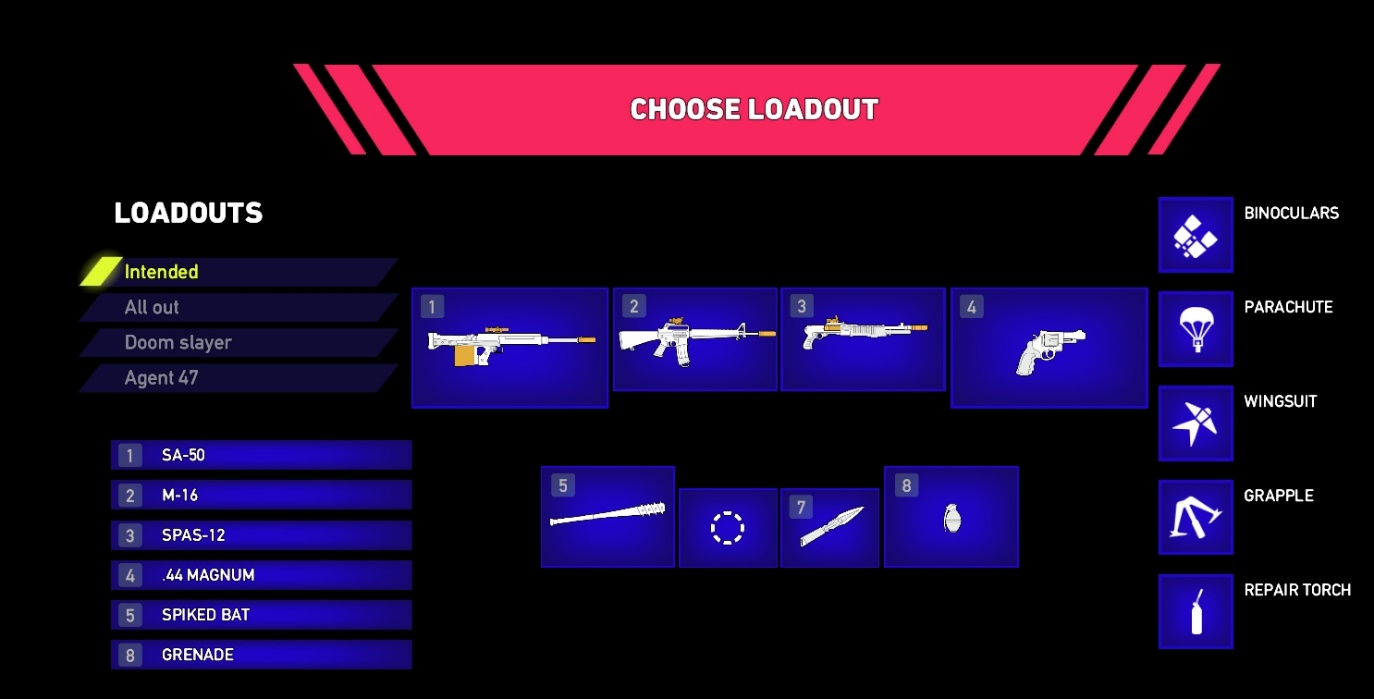 CHOOSE LOADOUT
LOADOUTS
Intended
All out
Doom slayer
Agent 47
1 SA-50
2 M-16
3 SPAS-12
4 .44 MAGNUM
5 SPIKED BAT
8 GRENADE
1
2
3
4
5
7
8
BINOCULARS
PARACHUTE
WINGSUIT
GRAPPLE
REPAIR TORCH